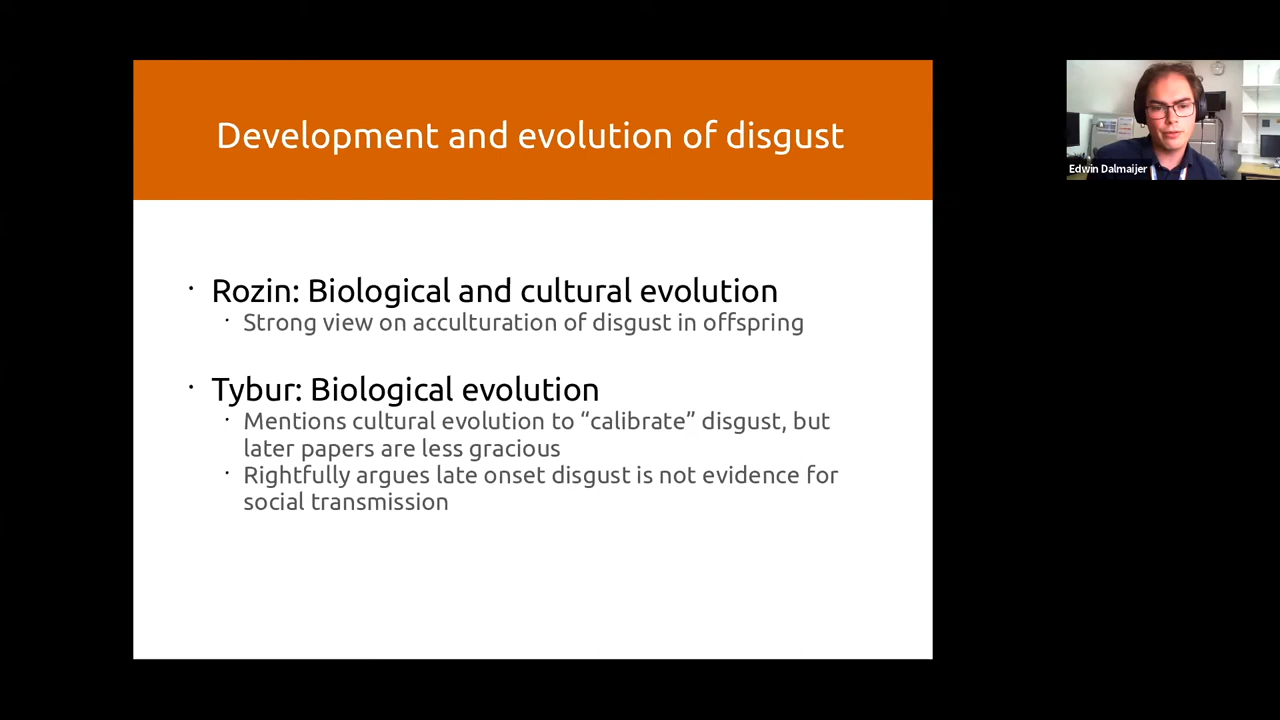 Development and evolution of disgust
· Rozin: Biological and cultural evolution
· Strong view on acculturation of disgust in offspring
· Tybur: Biological evolution
· Mentions cultural evolution to “calibrate” disgust, but
later papers are less gracious
· Rightfully argues late onset disgust is not evidence for
social transmission
Edwin Dalmaijer